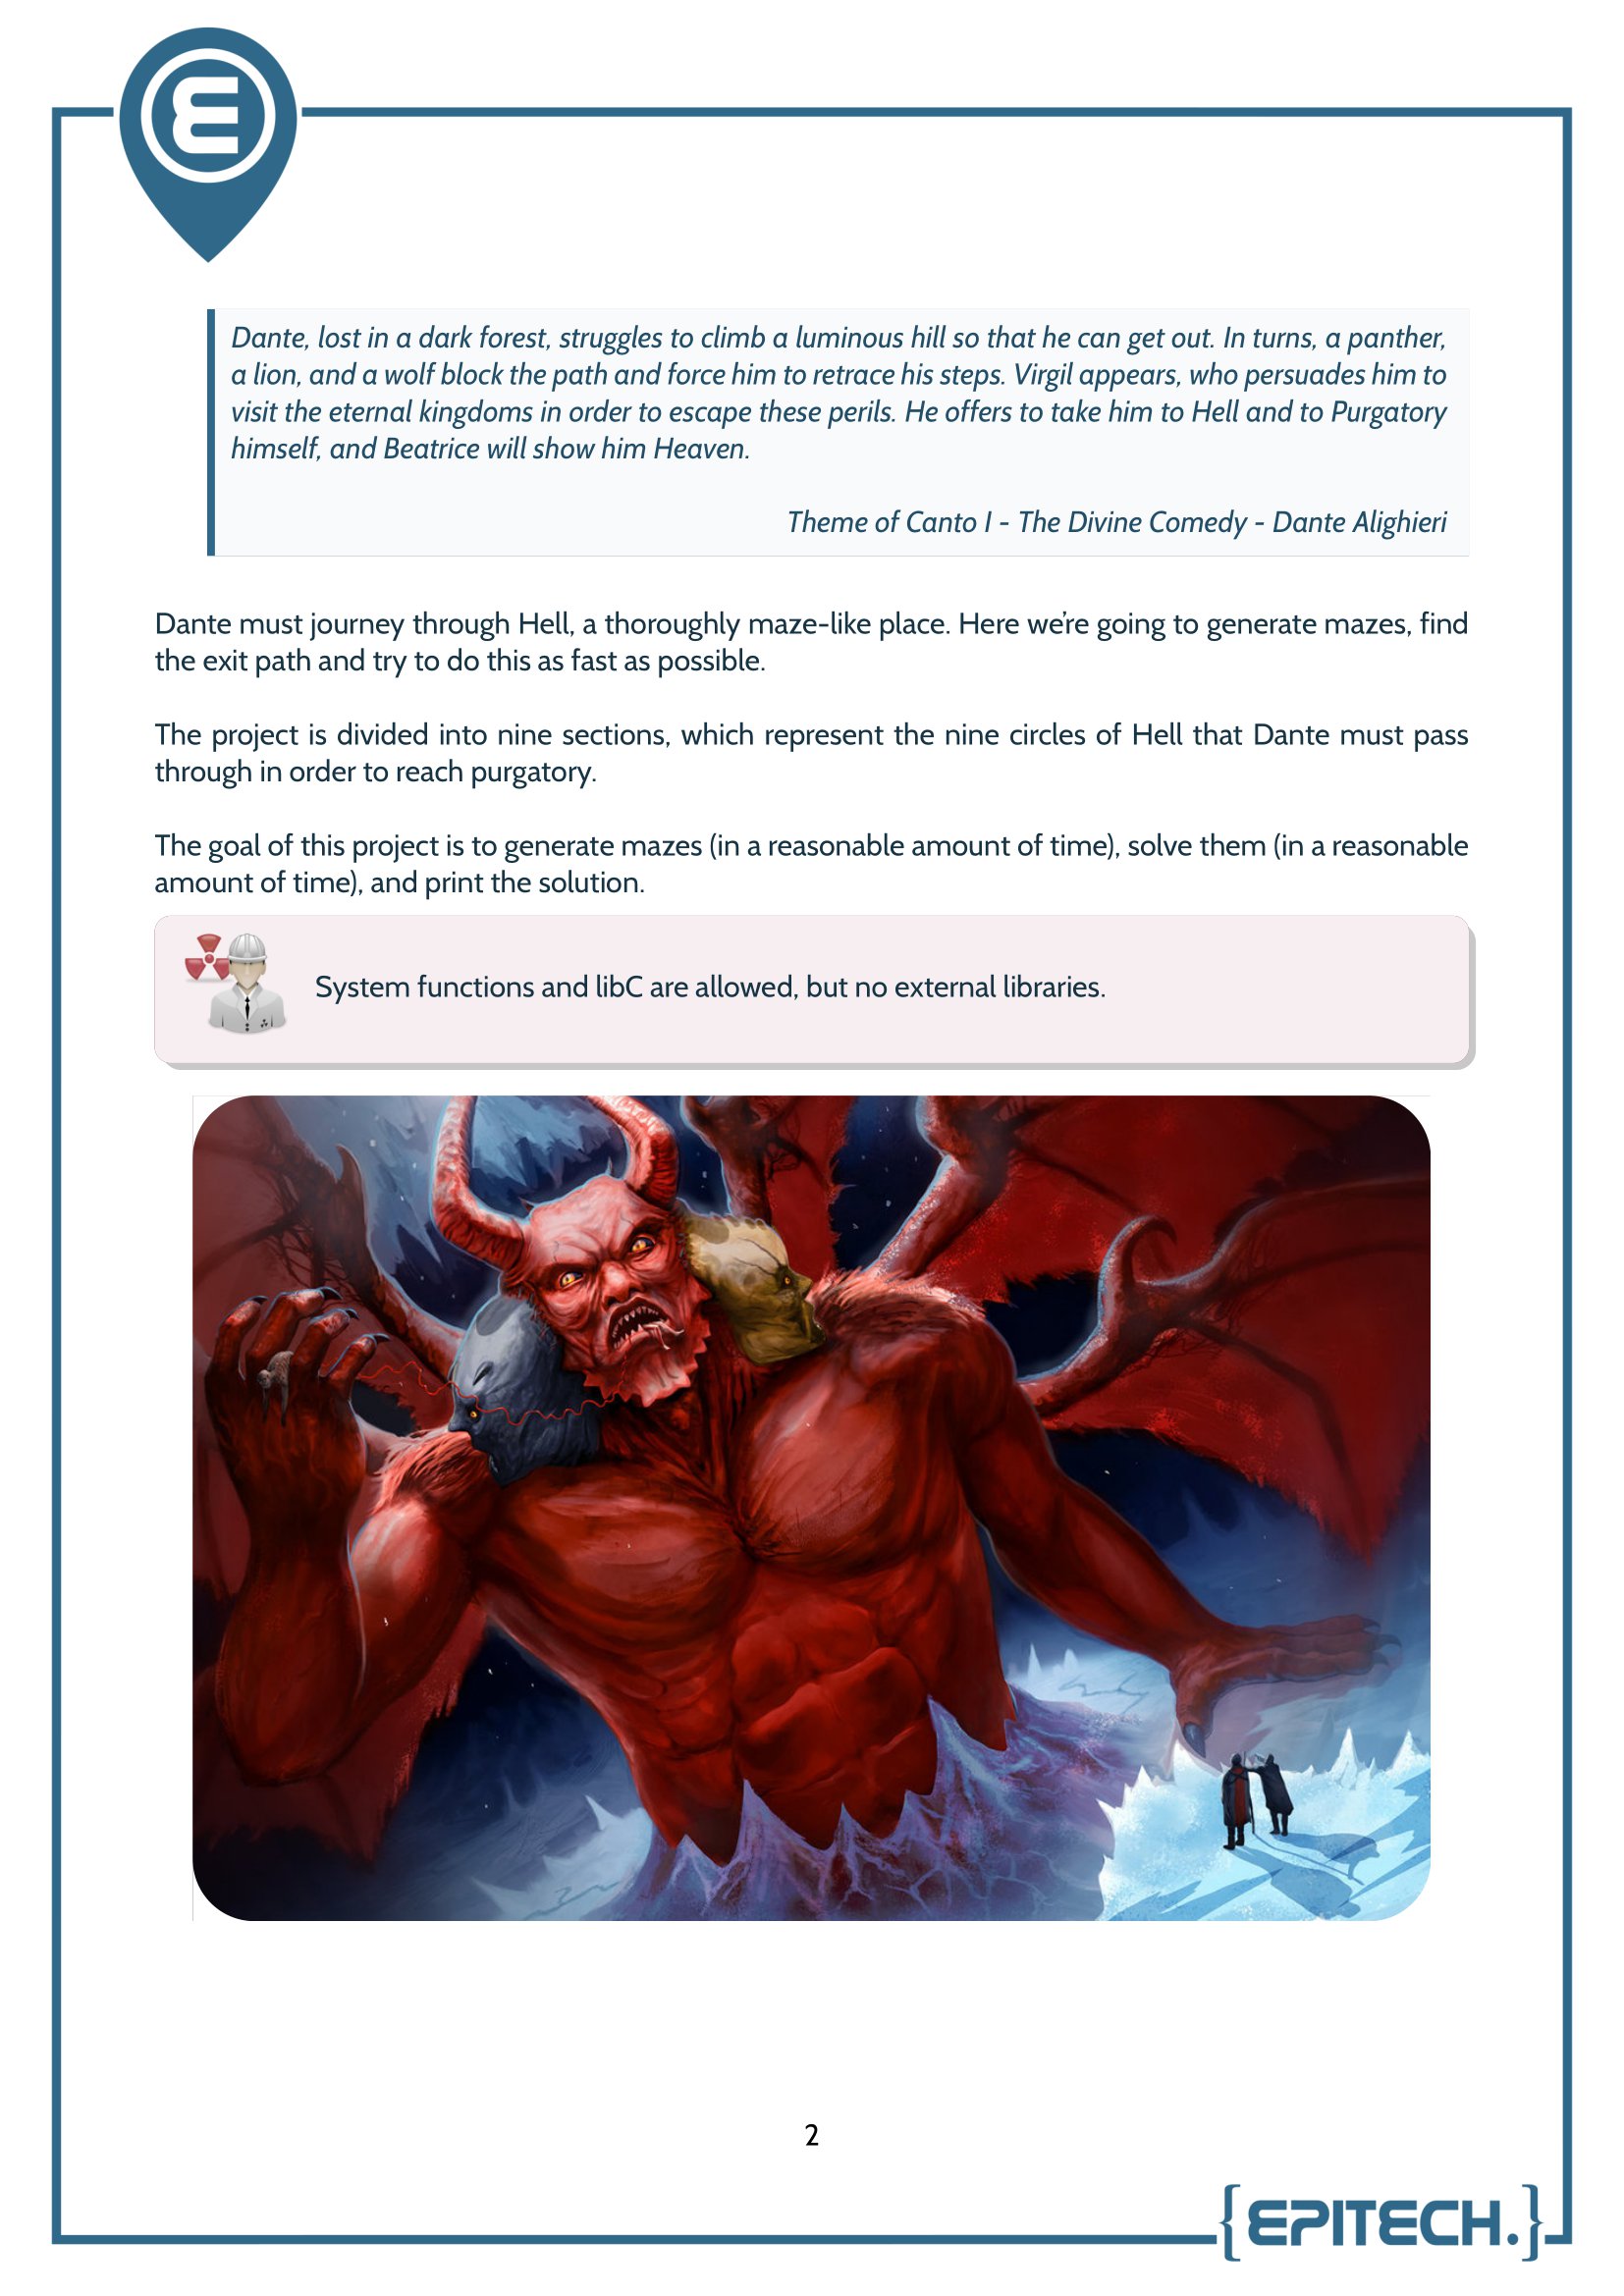 Dante, lost in a dark forest, struggles to climb a luminous hill so that he can get out. In turns, a panther,
a lion, and a wolf block the path and force him to retrace his steps. Virgil appears, who persuades him to
visit the eternal kingdoms in order to escape these perils. He offers to take him to Hell and to Purgatory
himself, and Beatrice will show him Heaven.
Theme of Canto I - The Divine Comedy - Dante Alighieri
Dante must journey through Hell, a thoroughly maze-like place. Here we're going to generate mazes, find
the exit path and try to do this as fast as possible.
The project is divided into nine sections, which represent the nine circles of Hell that Dante must pass
through in order to reach purgatory.
The goal of this project is to generate mazes (in a reasonable amount of time), solve them (in a reasonable
amount of time), and print the solution.
System functions and libC are allowed, but no external libraries.
2
{EPITECH.}